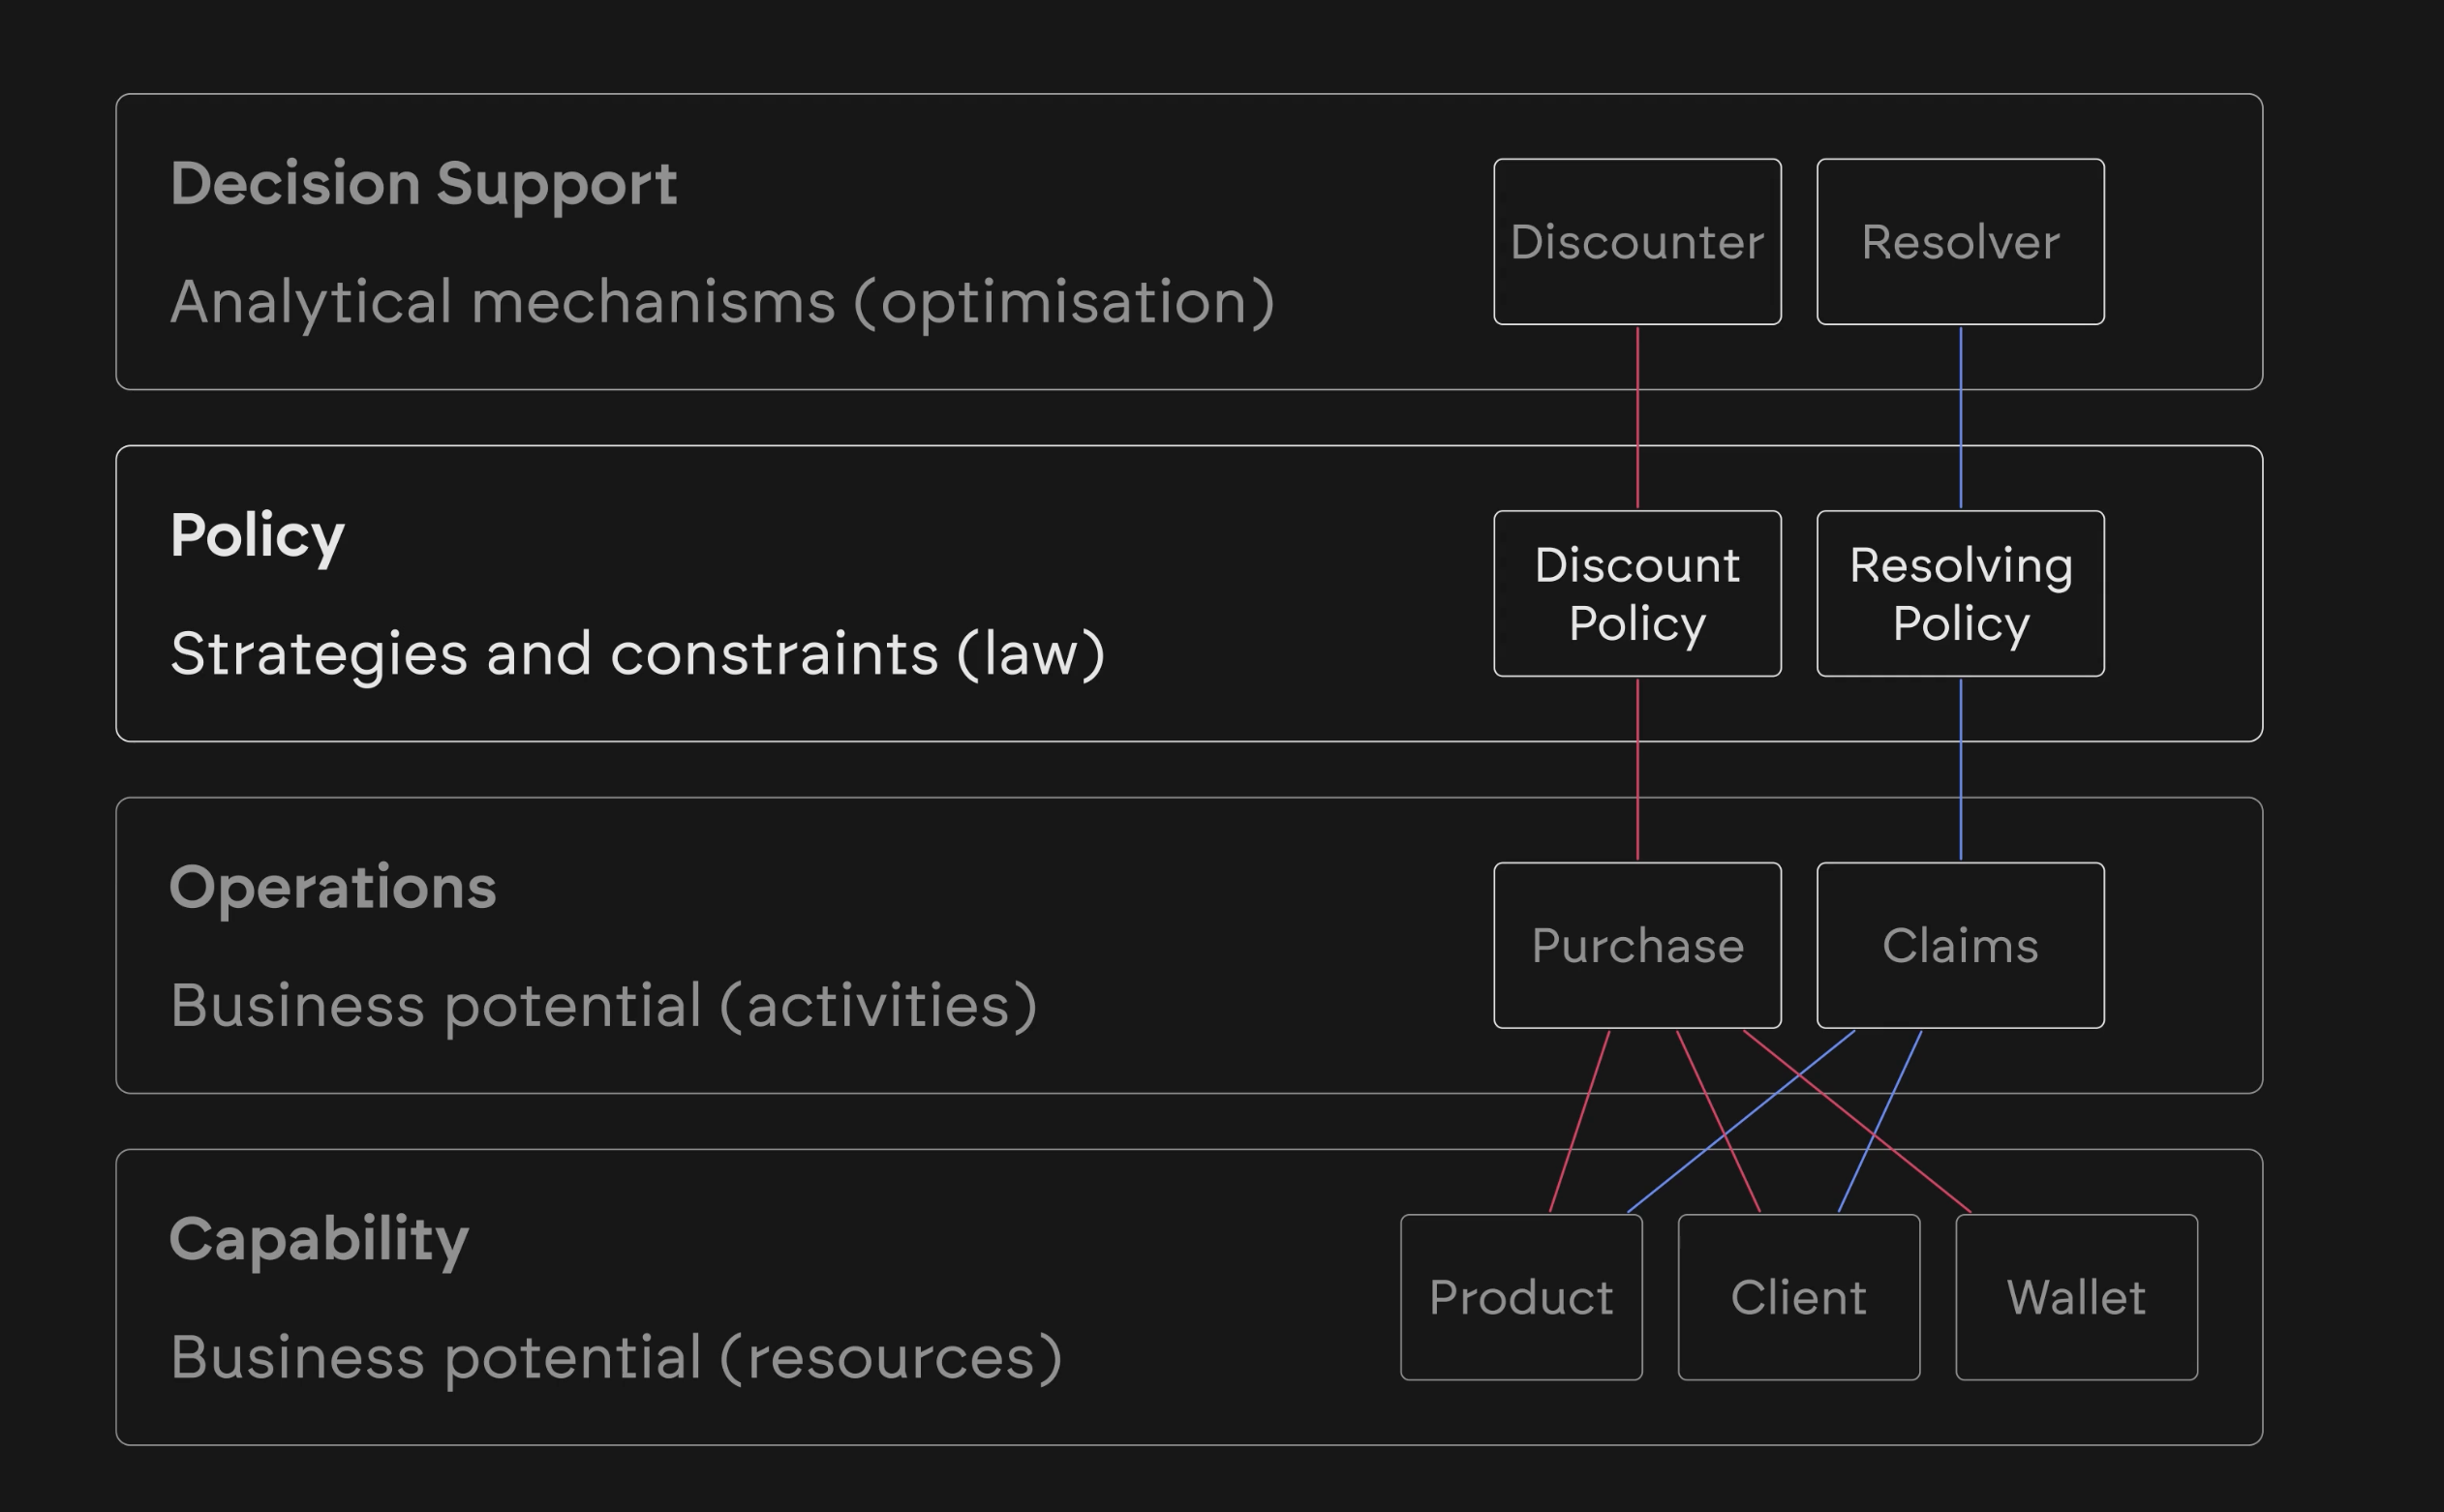 Decision Support
Analytical mechanisms (optimisation)
Discounter
Resolver
Policy
Strategies and constraints (law)
Discount
Policy
Resolving
Policy
Operations
Business potential (activities)
Purchase
Claims
Capability
Business potential (resources)
Product
Client
Wallet